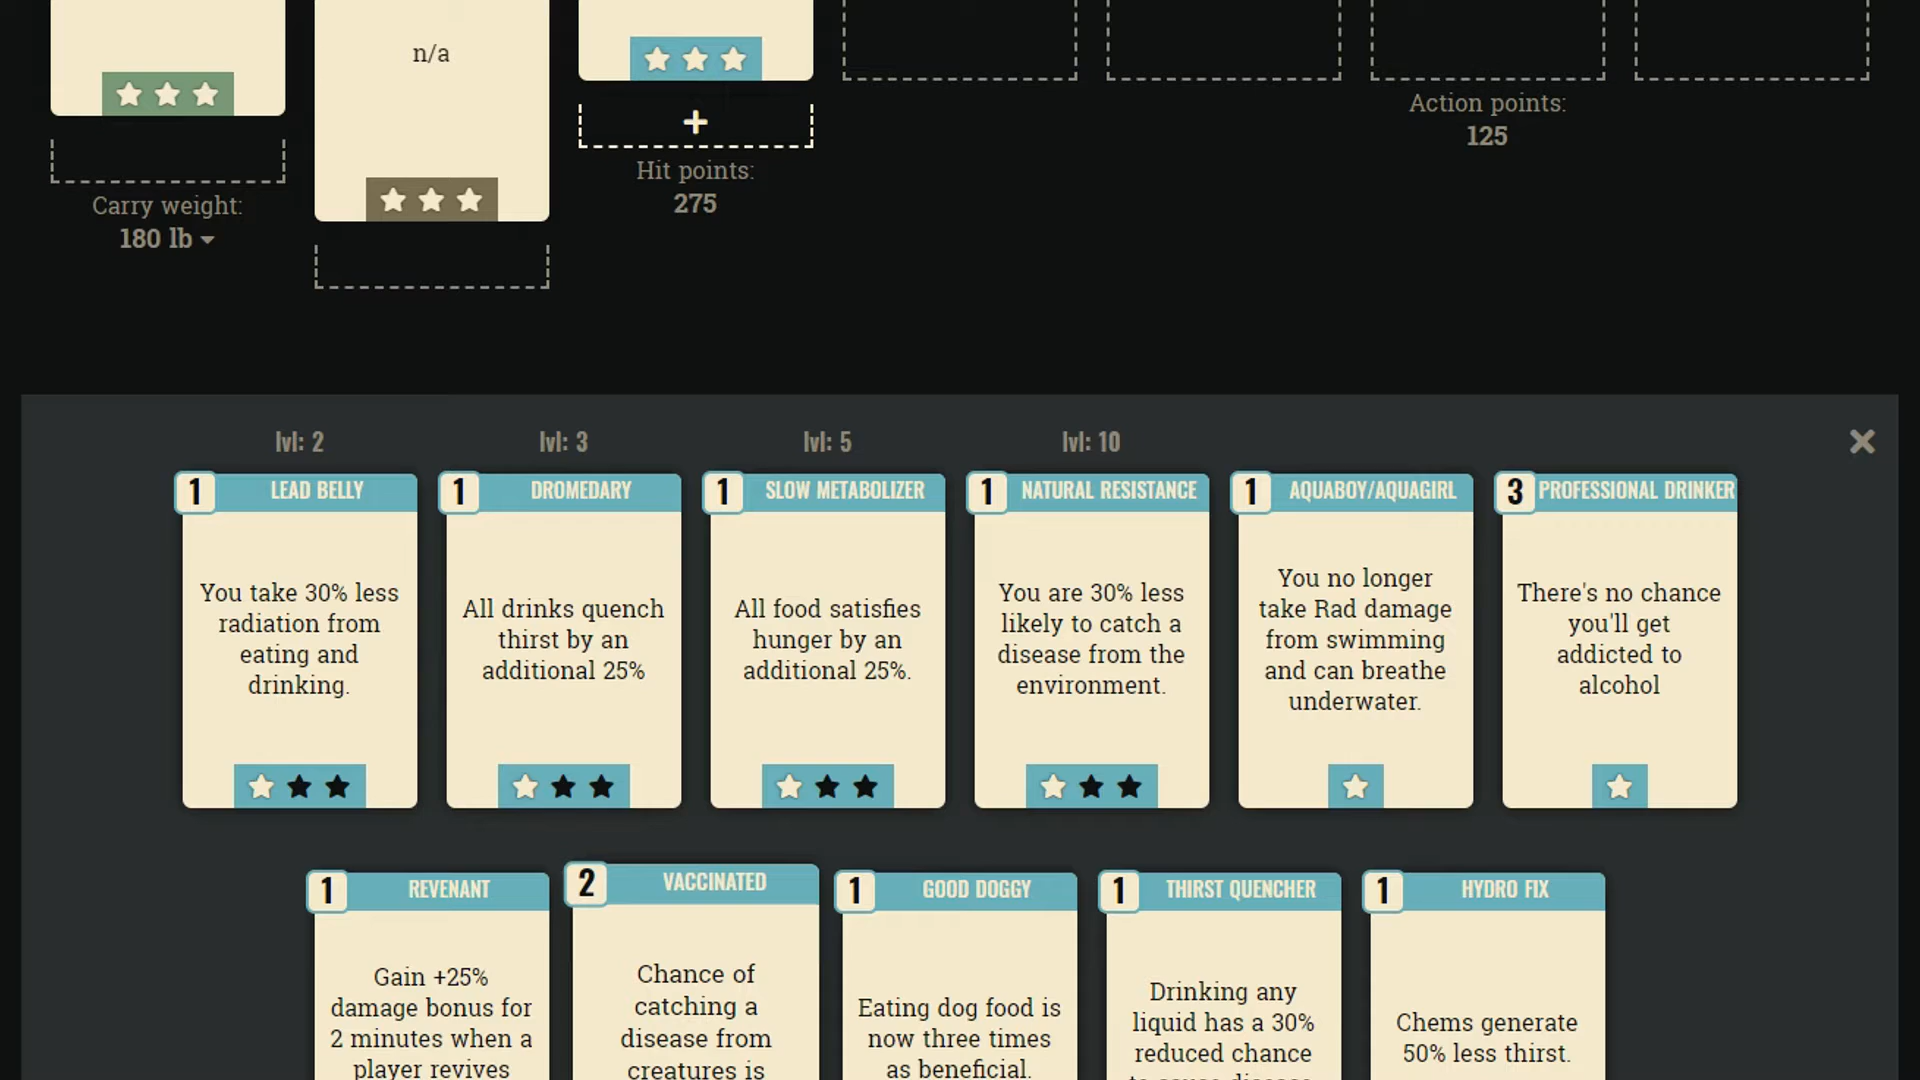 n/a
+
Action points:
125
Hit points:
275
Carry weight:
180 lb
lvl: 2
lvl: 3
lvl: 5
lvl: 10
1 LEAD BELLY
You take 30% less
radiation from
eating and
drinking.
1 DROMEDARY
All drinks quench
thirst by an
additional 25%
1 SLOW METABOLIZER
All food satisfies
hunger by an
additional 25%.
1 NATURAL RESISTANCE
You are 30% less
likely to catch a
disease from the
environment.
1 AQUABOY/AQUAGIRL
You no longer
take Rad damage
from swimming
and can breathe
underwater.
3 PROFESSIONAL DRINKER
There's no chance
you'll get
addicted to
alcohol
1 REVENANT
Gain +25%
damage bonus for
2 minutes when a
player revives
2 VACCINATED
Chance of
catching a
disease from
creatures is
1 GOOD DOGGY
Eating dog food is
now three times
as beneficial.
1 THIRST QUENCHER
Drinking any
liquid has a 30%
reduced chance
to cause disease.
1 HYDRO FIX
Chems generate
50% less thirst.